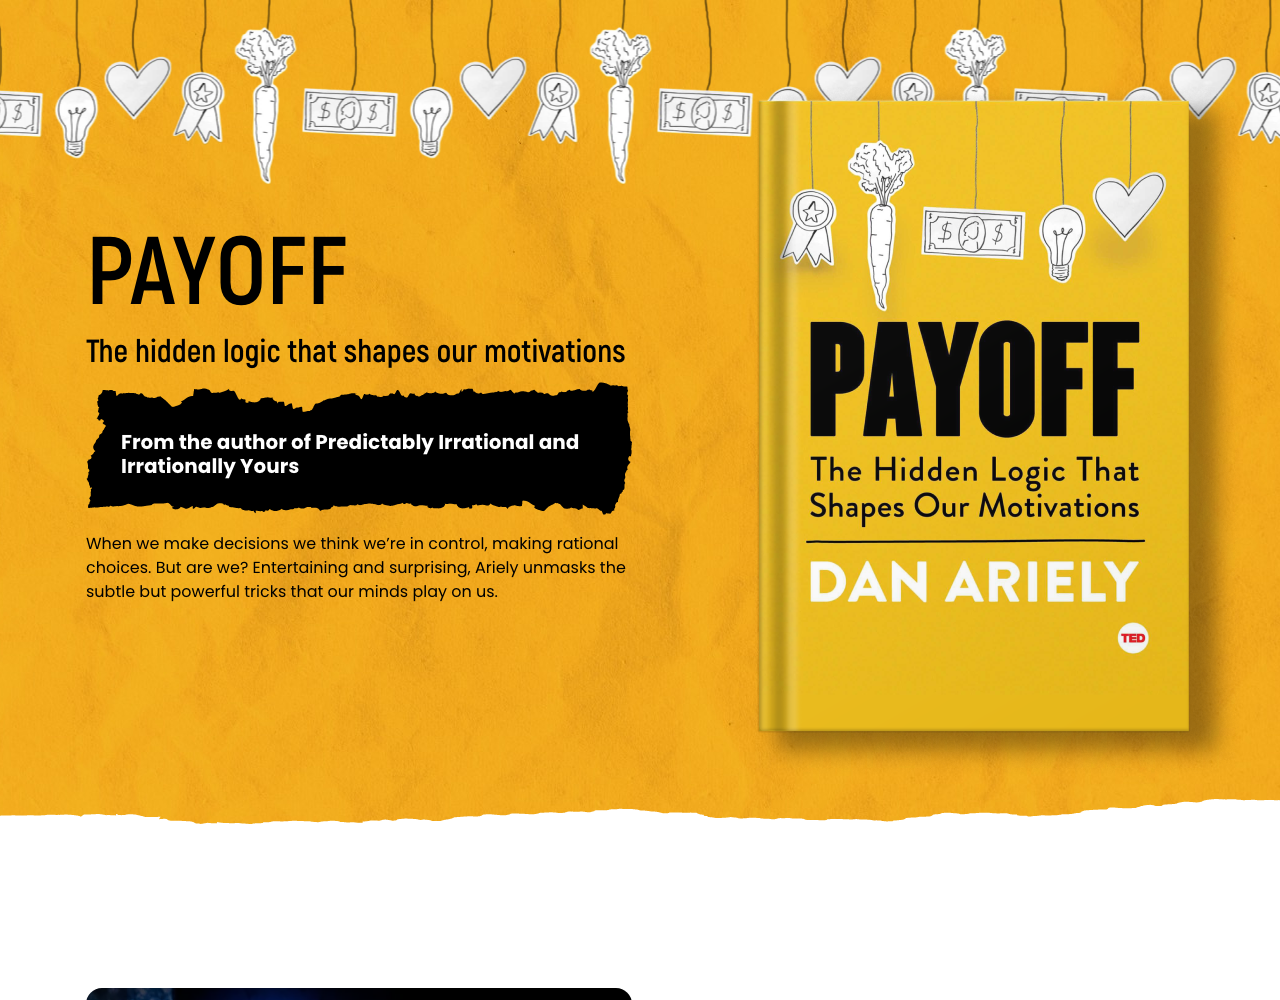 PAYOFF
The hidden logic that shapes our motivations
From the author of Predictably Irrational and
Irrationally Yours
When we make decisions we think we’re in control, making rational
choices. But are we? Entertaining and surprising, Ariely unmasks the
subtle but powerful tricks that our minds play on us.
PAYOFF
The Hidden Logic That
Shapes Our Motivations
DAN ARIELY
TED